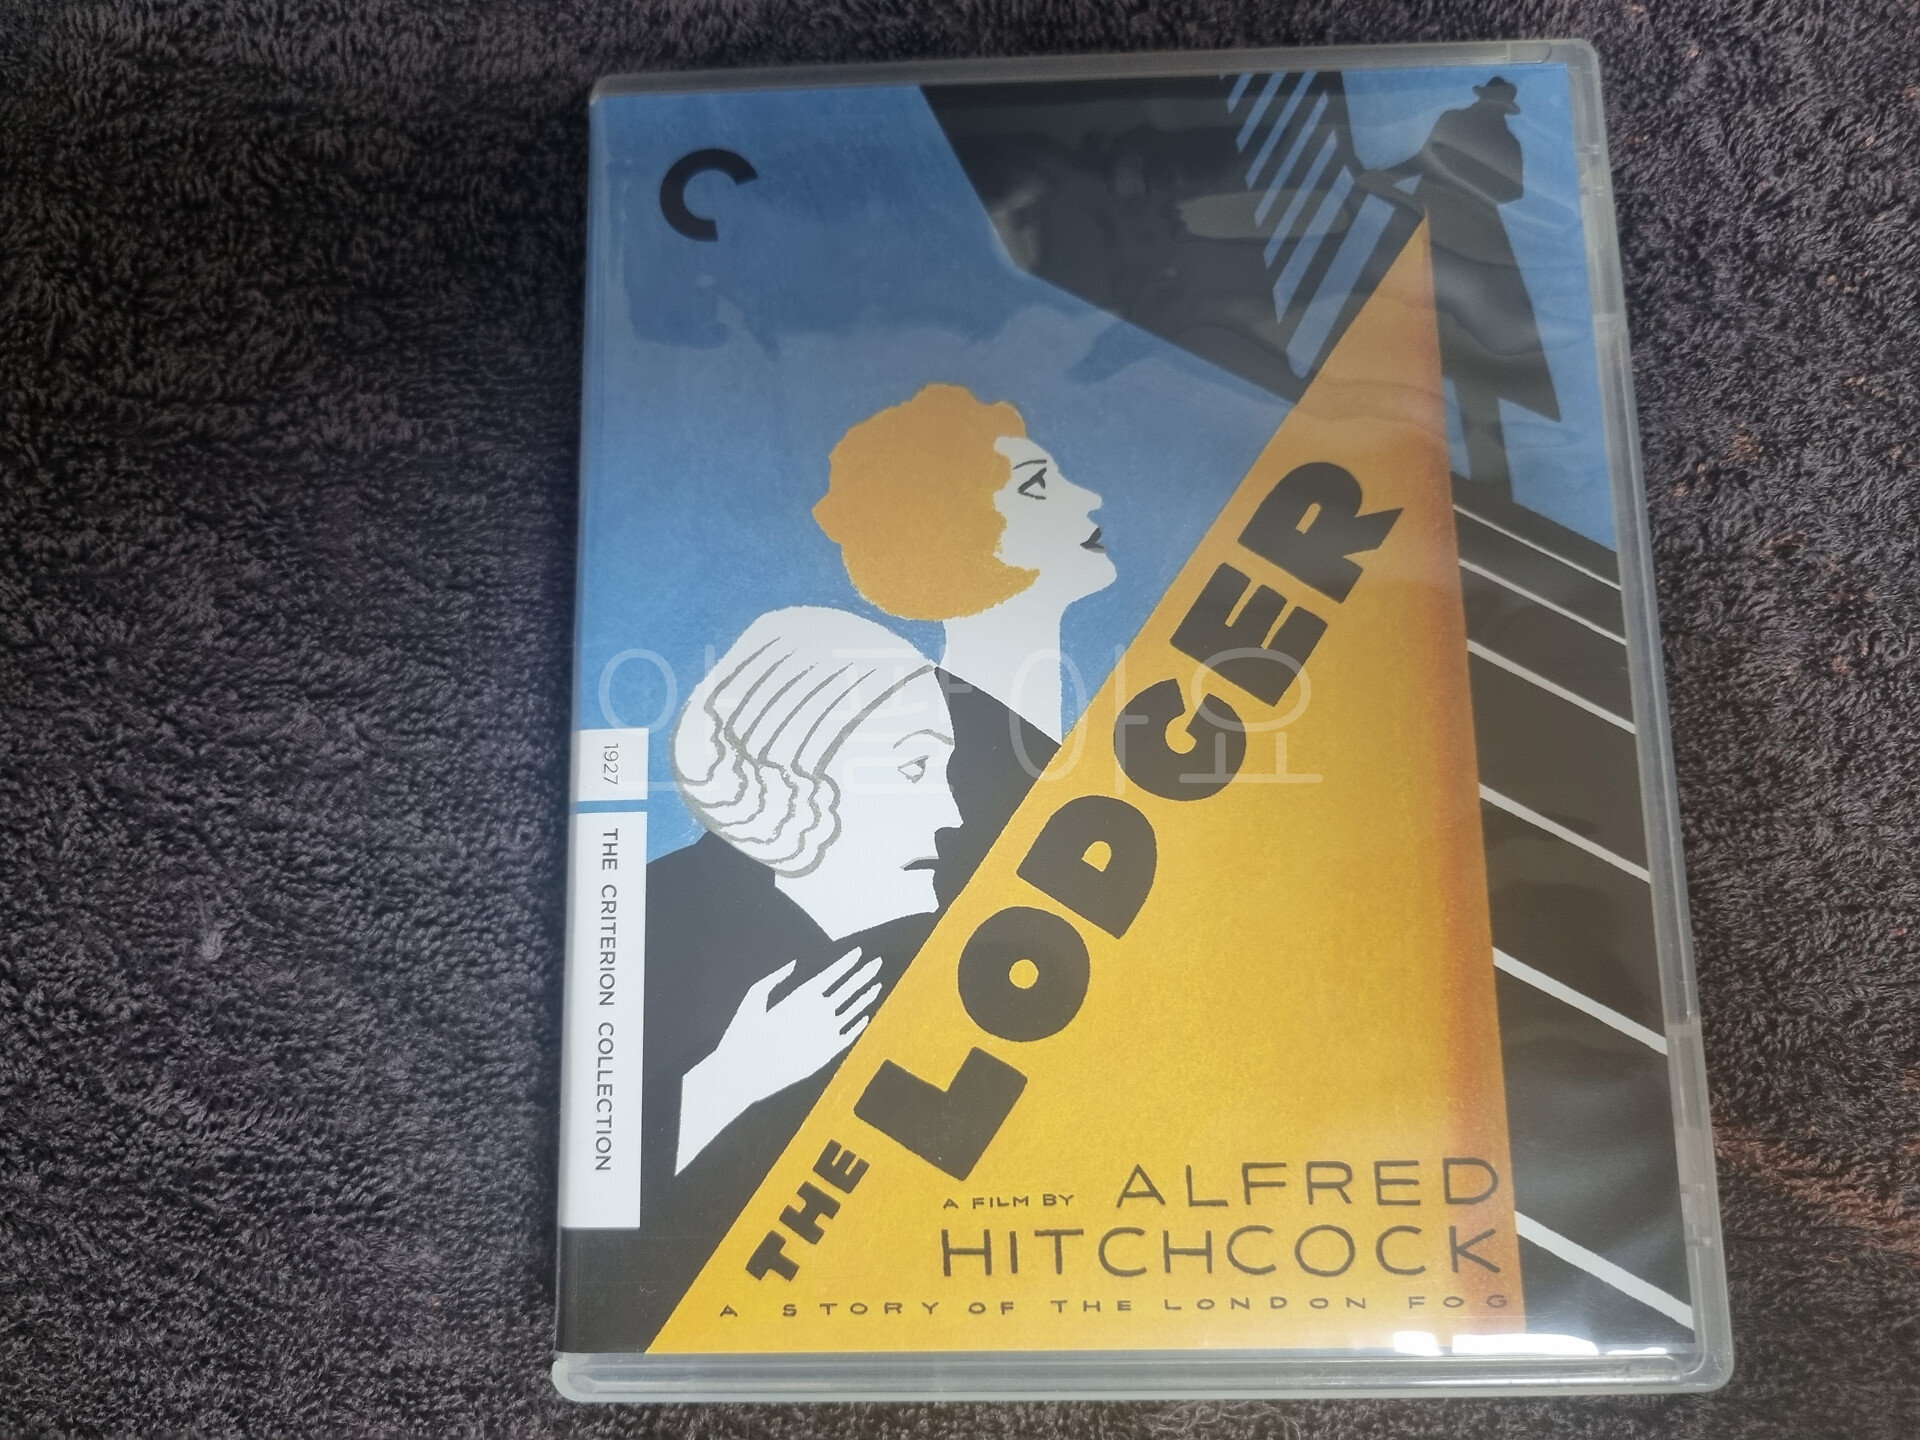 1927
THE CRITERION COLLECTION
THE LODGER
A FILM BY ALFRED
HITCHCOCK
A STORY OF THE LONDON FOG
안팔아요